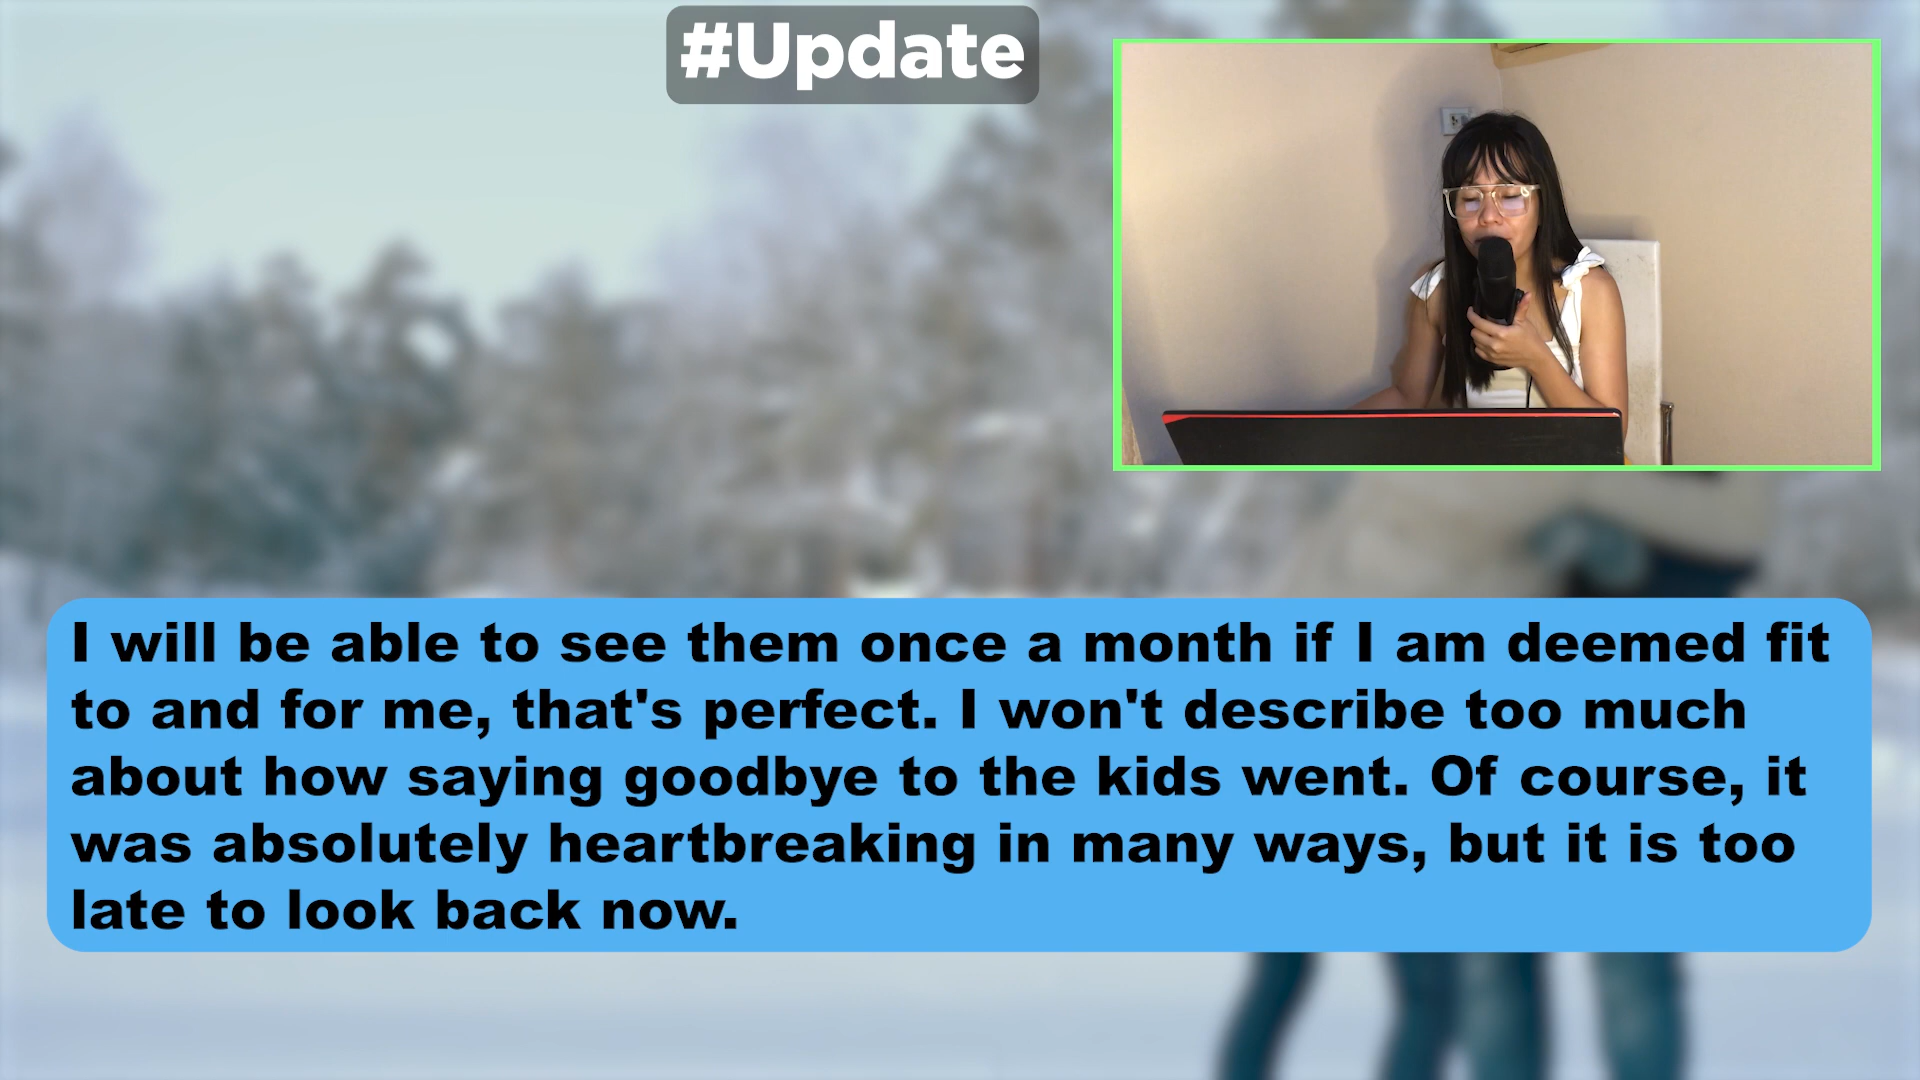 #Update
I will be able to see them once a month if I am deemed fit
to and for me, that's perfect. I won't describe too much
about how saying goodbye to the kids went. Of course, it
was absolutely heartbreaking in many ways, but it is too
late to look back now.